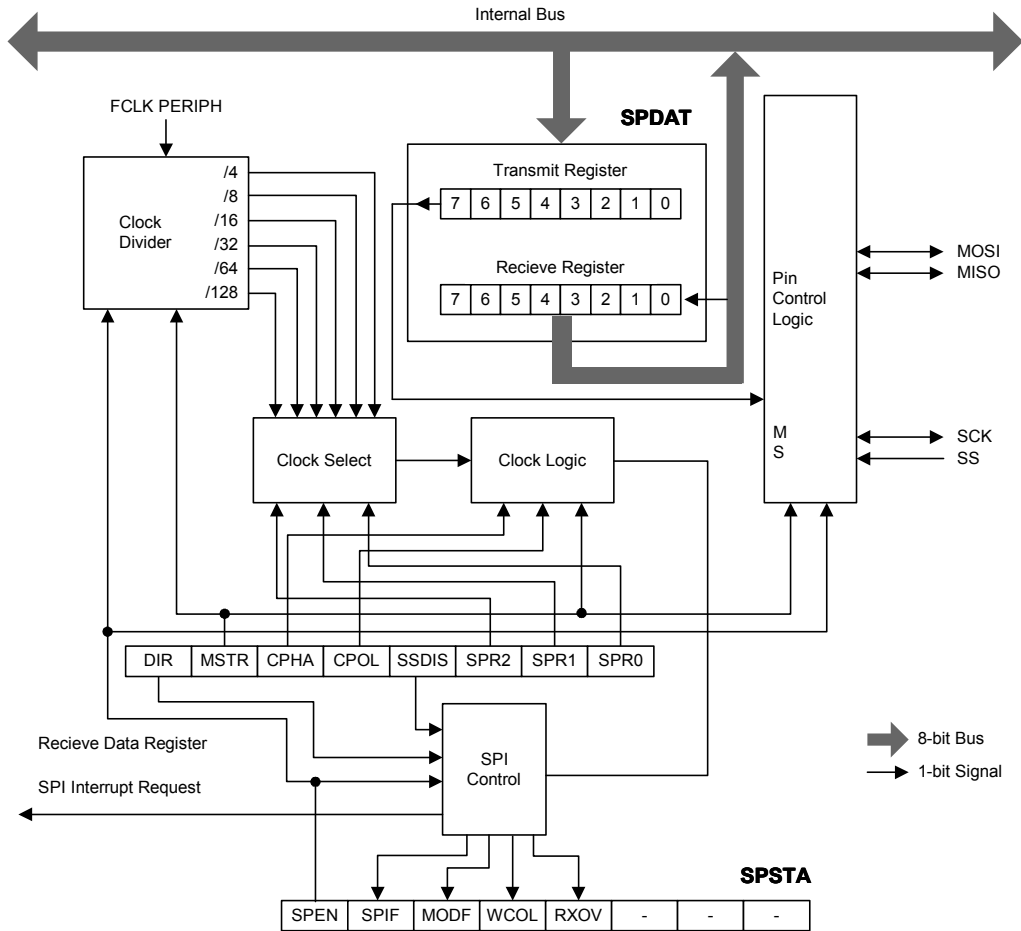 Internal Bus
FCLK PERIPH
SPDAT
/4
/8
/16
/32
/64
/128
Clock
Divider
Transmit Register
7 6 5 4 3 2 1 0
Recieve Register
7 6 5 4 3 2 1 0
Pin
Control
Logic
M
S
MOSI
MISO
SCK
SS
Clock Select
Clock Logic
DIR MSTR CPHA CPOL SSDIS SPR2 SPR1 SPR0
Recieve Data Register
SPI Interrupt Request
SPI
Control
8-bit Bus
1-bit Signal
SPSTA
SPEN SPIF MODF WCOL RXOV - - -